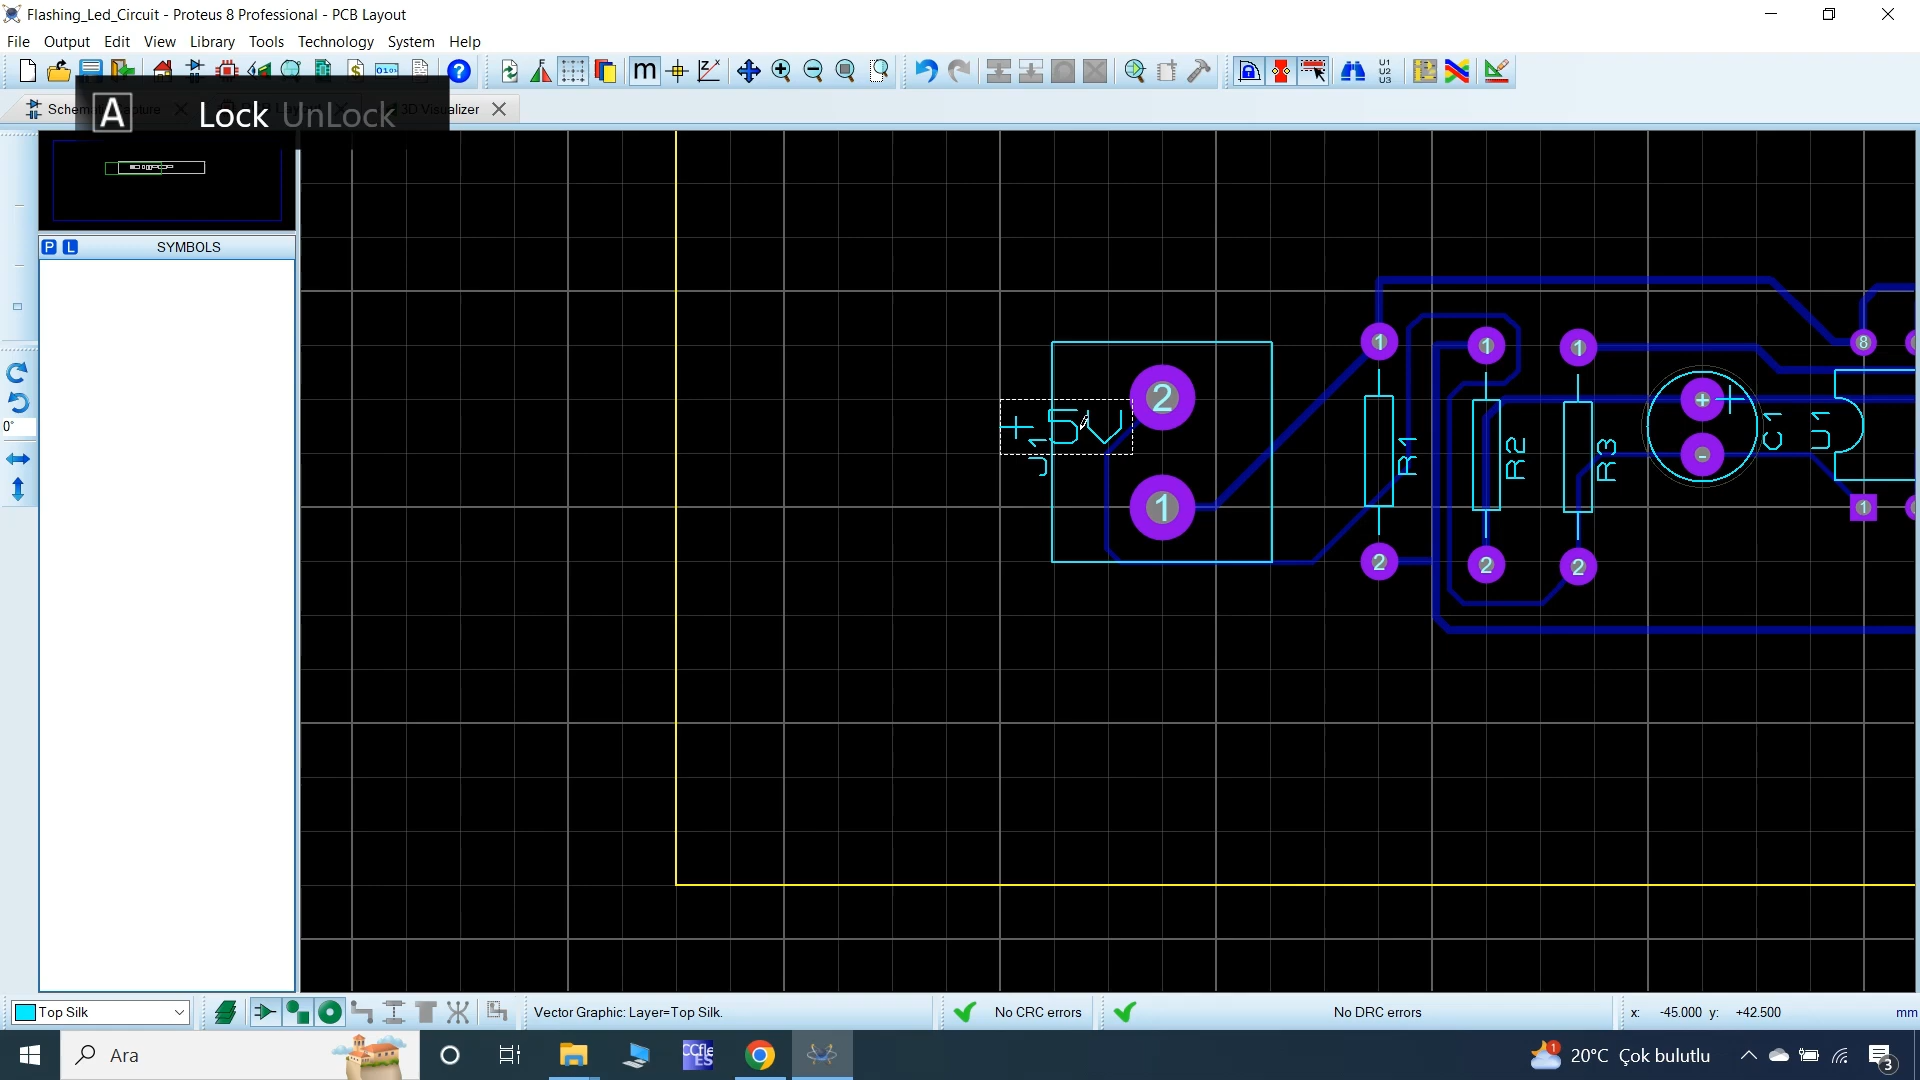 Flashing_Led_Circuit - Proteus 8 Professional - PCB Layout
File Output Edit View Library Tools Technology System Help
A Lock UnLock
3D Visualizer
P L SYMBOLS
0°
+5V
J1
2
1
1
2
R1
1
2
R2
1
2
R3
+
-
C1
U1
8
1
Top Silk
Vector Graphic: Layer=Top Silk.
No CRC errors
No DRC errors
x: -45.000 y: +42.500 mm
Ara
20°C Çok bulutlu
3